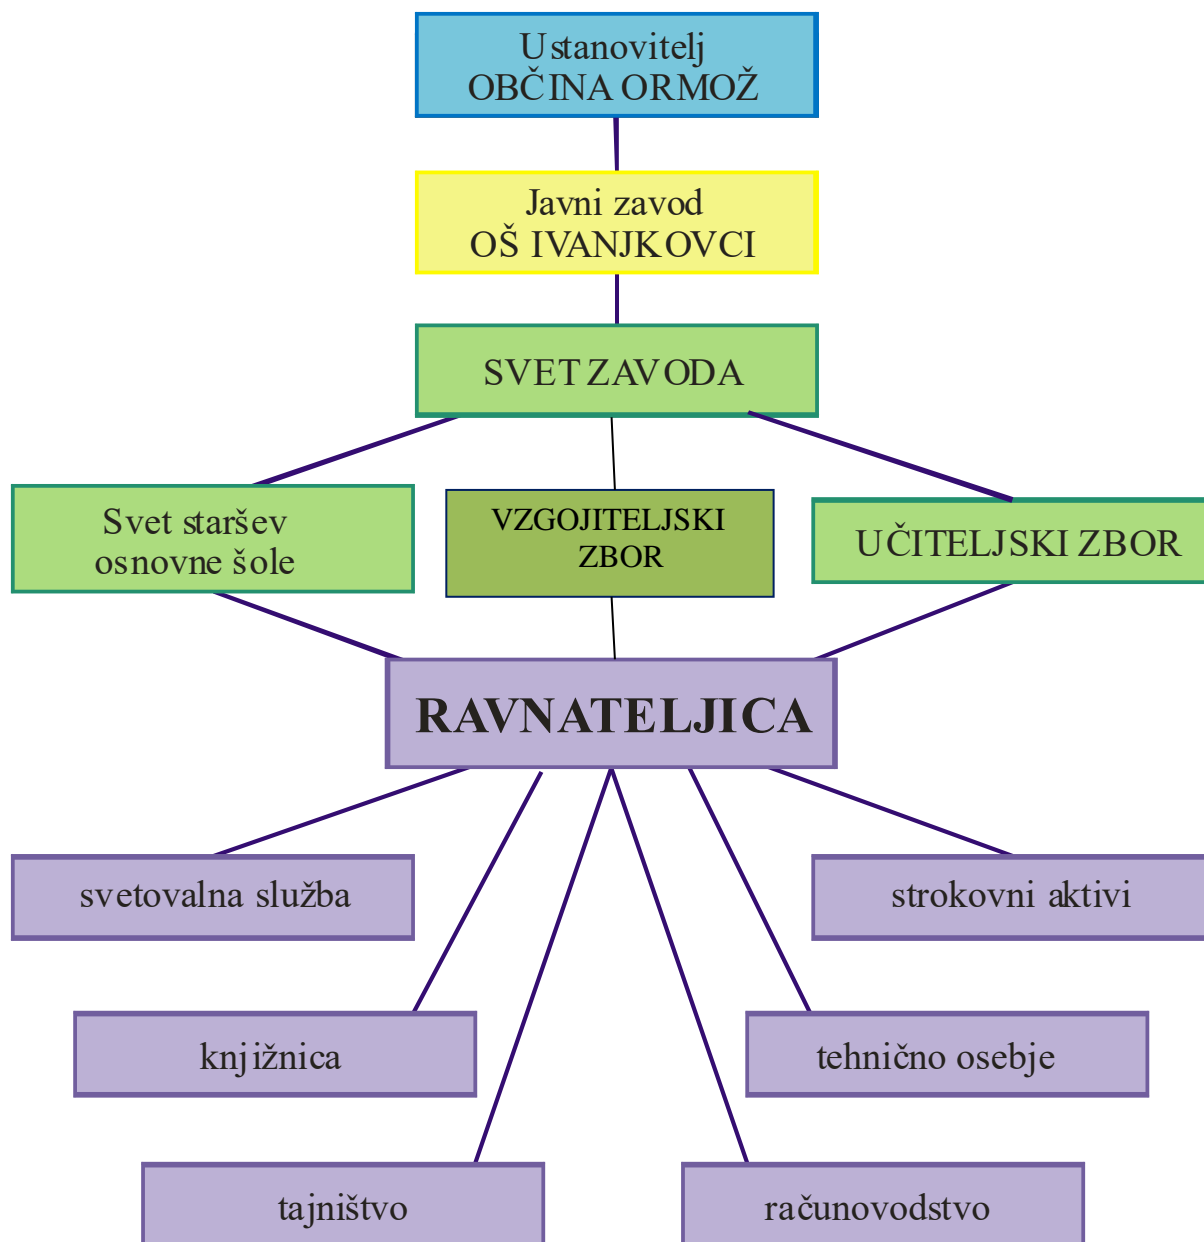 Ustanovitelj
OBČINA ORMOŽ
Javni zavod
OŠ IVANJKOVCI
SVET ZAVODA
Svet staršev
osnovne šole
VZGOJITELJSKI
ZBOR
UČITELJSKI ZBOR
RAVNATELJICA
svetovalna služba
strokovni aktivi
knjižnica
tehnično osebje
tajništvo
računovodstvo